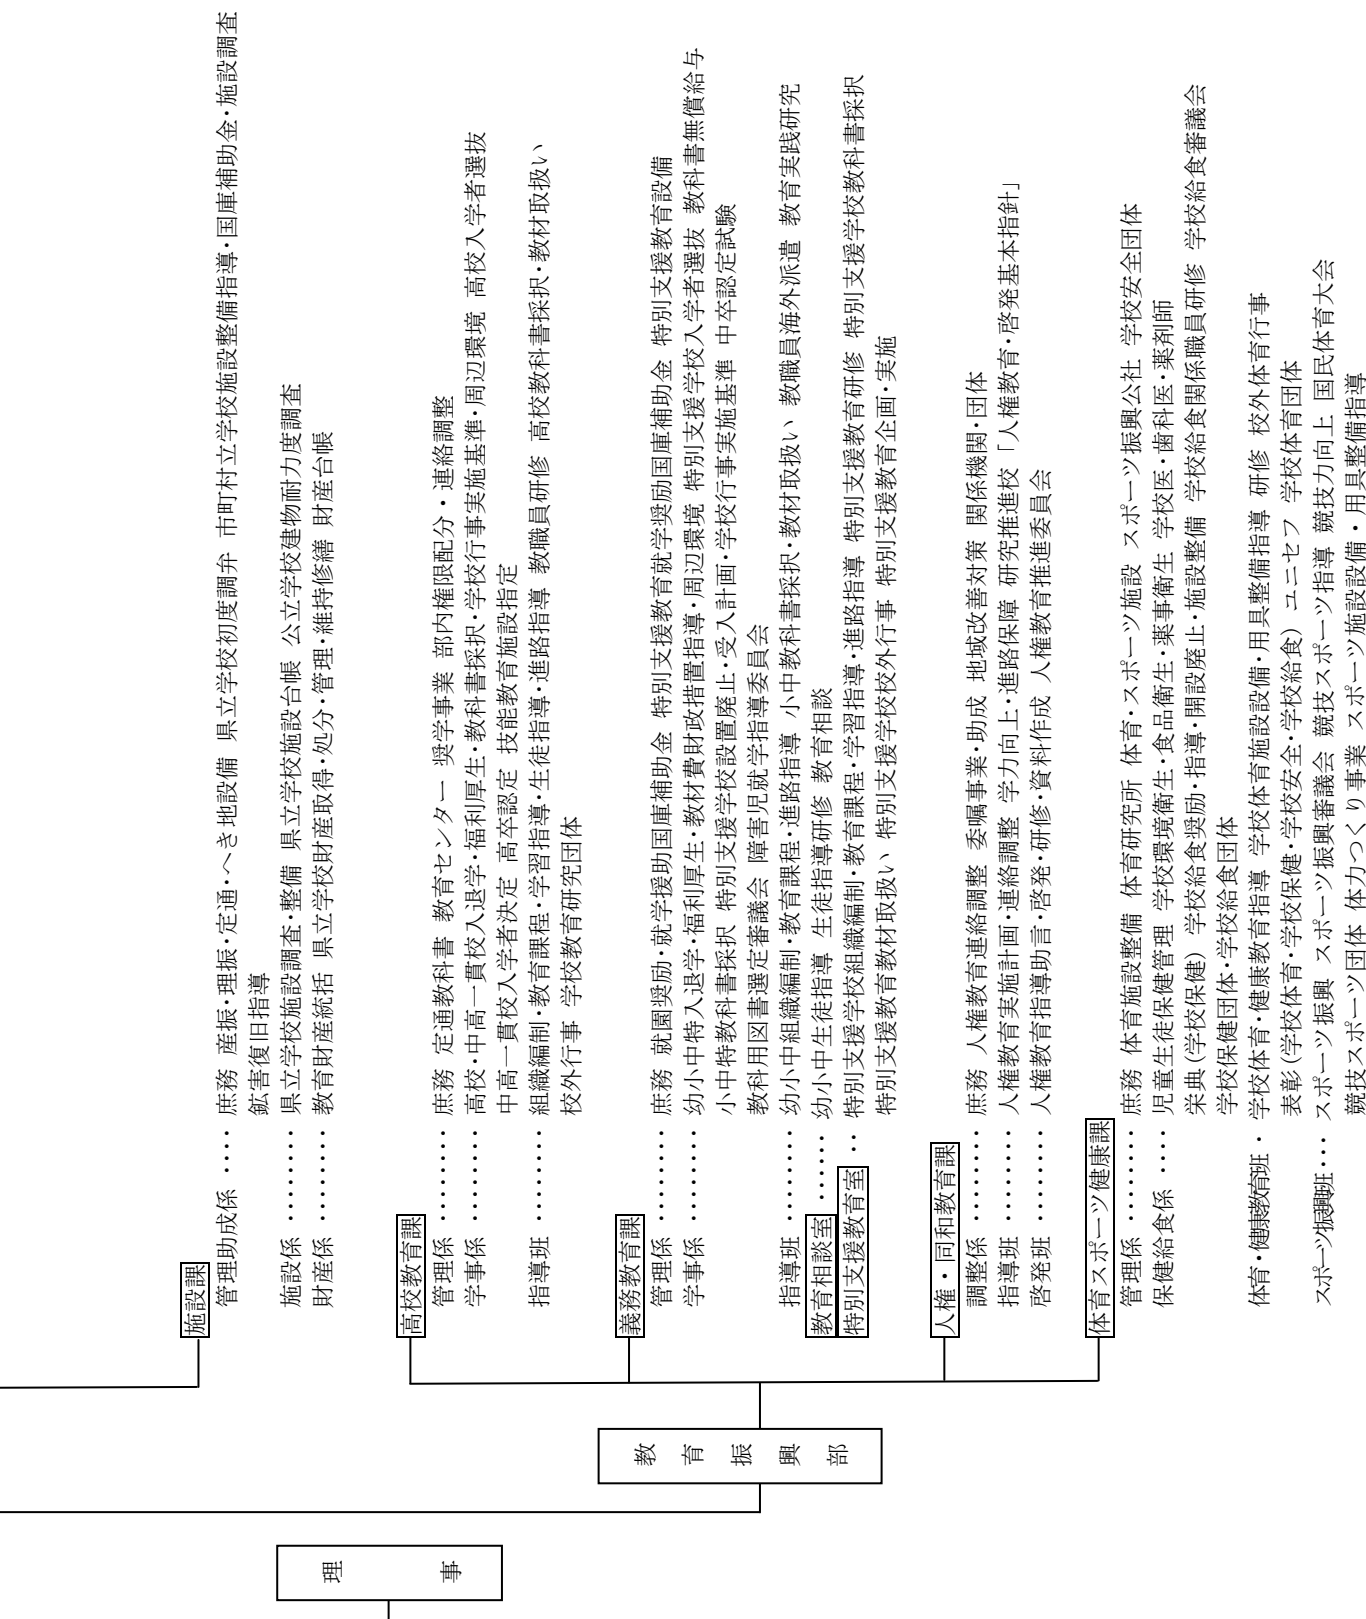 施設課
管理助成係 ···· 庶務 産振・理振・定通・へき地設備 県立学校初度調弁 市町村立学校施設整備指導・国庫補助金・施設調査
鉱害復旧指導
施設係 ········· 県立学校施設調査・整備 県立学校施設台帳 公立学校建物耐力度調査
財産係 ········· 教育財産統括 県立学校財産取得・処分・管理・維持修繕 財産台帳
高校教育課
管理係 ········· 庶務 定通教科書 教育センター 奨学事業 部内権限配分・連絡調整
学事係 ········· 高校・中高一貫校入退学・福利厚生・教科書採択・学校行事実施基準・周辺環境 高校入学者選抜
中高一貫校入学者決定 高卒認定 技能教育施設指定
指導班 ········· 組織編制・教育課程・学習指導・生徒指導・進路指導 教職員研修 高校教科書採択・教材取扱い
校外行事 学校教育研究団体
義務教育課
管理係 ········· 庶務 就園奨励・就学援助国庫補助金 特別支援教育就学奨励国庫補助金 特別支援教育設備
学事係 ········· 幼小中特入退学・福利厚生・教材費財政措置指導・周辺環境 特別支援学校入学者選抜 教科書無償給与
小中特教科書採択 特別支援学校設置廃止・受入計画・学校行事実施基準 中卒認定試験
教科用図書選定審議会 障害児就学指導委員会
指導班 ········· 幼小中組織編制・教育課程・進路指導 小中教科書採択・教材取扱い 教職員海外派遣 教育実践研究
教育相談室 ······ 幼小中生徒指導 生徒指導研修 教育相談
特別支援教育室 ·· 特別支援学校組織編制・教育課程・学習指導・進路指導 特別支援教育研修 特別支援学校教科書採択
特別支援教育教材取扱い 特別支援学校校外行事 特別支援教育企画・実施
人権・同和教育課
調整係 ········· 庶務 人権教育連絡調整 委嘱事業・助成 地域改善対策 関係機関・団体
指導班 ········· 人権教育実施計画・連絡調整 学力向上・進路保障 研究推進校 「人権教育・啓発基本指針」
啓発班 ········· 人権教育指導助言・啓発・研修・資料作成 人権教育推進委員会
体育スポーツ健康課
管理係 ········· 庶務 体育施設整備 体育研究所 体育・スポーツ施設 スポーツ振興公社 学校安全団体
保健給食係 ···· 児童生徒保健管理 学校環境衛生・食品衛生・薬事衛生 学校医・歯科医・薬剤師
栄典（学校保健） 学校給食奨励・指導・開設廃止・施設整備 学校給食関係職員研修 学校給食審議会
学校保健団体・学校給食団体
体育・健康教育班 · 学校体育・健康教育指導 学校体育施設設備・用具整備指導 研修 校外体育行事
表彰（学校体育・学校保健・学校安全・学校給食） ユニセフ 学校体育団体
スポーツ振興班 ··· スポーツ振興 スポーツ振興審議会 競技スポーツ指導 競技力向上 国民体育大会
競技スポーツ団体 体力つくり事業 スポーツ施設設備・用具整備指導
教育振興部
理事